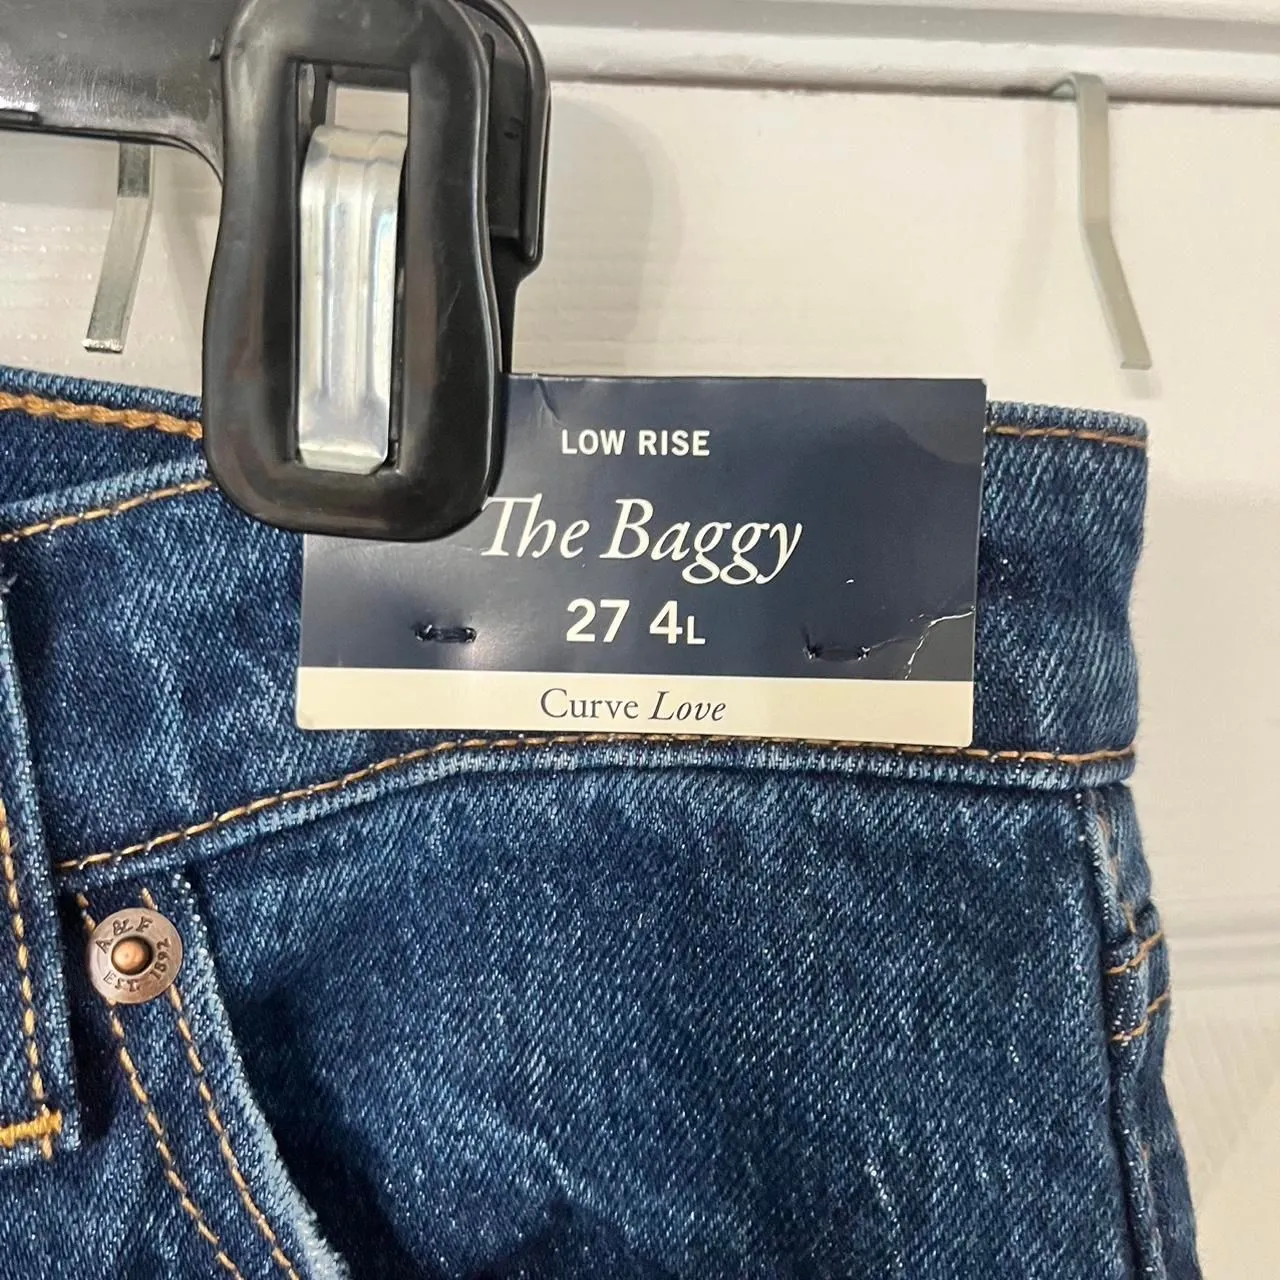 LOW RISE
The Baggy
27 4L
Curve Love
A & F
EST. 1892